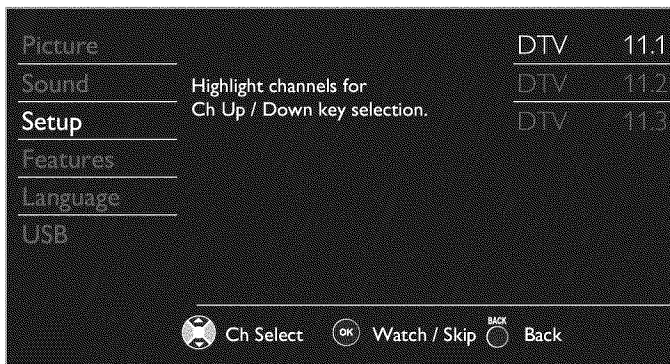 Picture
Sound
Setup
Features
Language
USB
Highlight channels for
Ch Up / Down key selection.
DTV 11.1
DTV 11.2
DTV 11.3
Ch Select
OK Watch / Skip
BACK Back